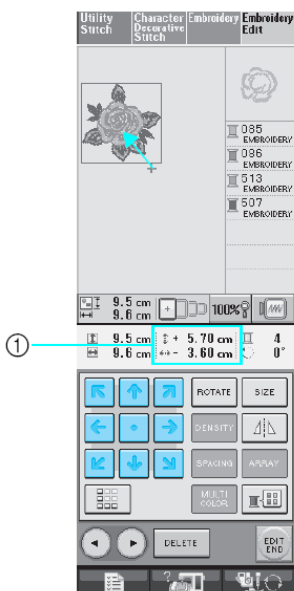 Utility Stitch
Character Decorative Stitch
Embroidery
Embroidery Edit
085
EMBROIDERY
086
EMBROIDERY
513
EMBROIDERY
507
EMBROIDERY
9.5 cm
9.6 cm
100%
①
9.5 cm
+ 5.70 cm
4
9.6 cm
- 3.60 cm
0°
ROTATE
SIZE
DENSITY
SPACING
ARRAY
MULTI COLOR
DELETE
EDIT END